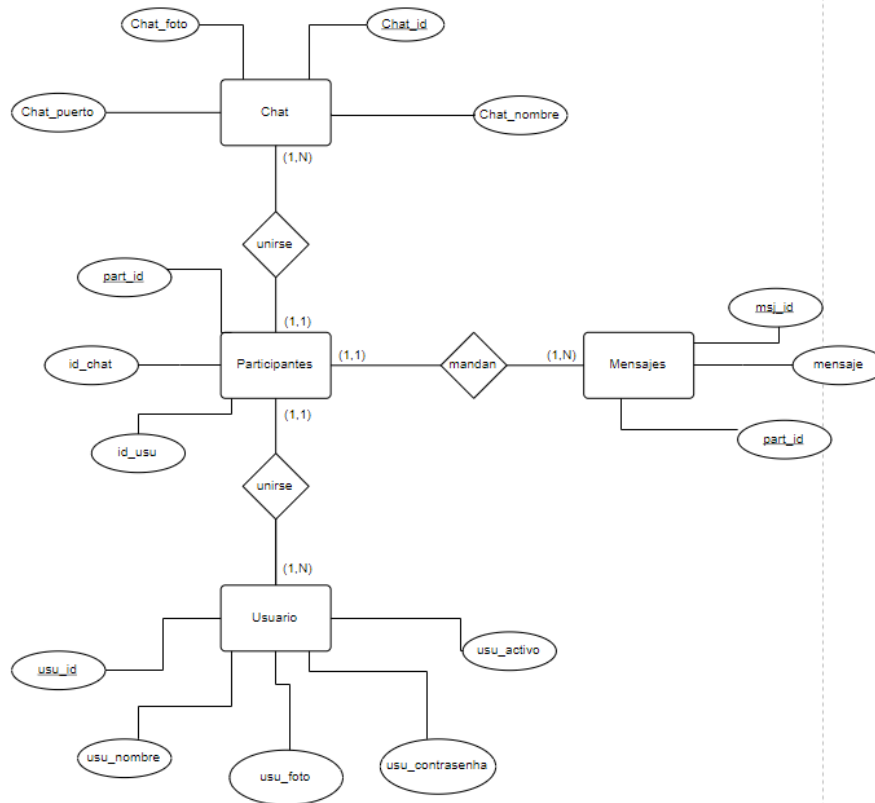 Chat_foto
Chat_id
Chat_puerto
Chat
Chat_nombre
(1,N)
unirse
part_id
(1,1)
msj_id
id_chat
Participantes
(1,1)
mandan
(1,N)
Mensajes
mensaje
(1,1)
id_usu
part_id
unirse
(1,N)
Usuario
usu_id
usu_activo
usu_nombre
usu_foto
usu_contrasenha